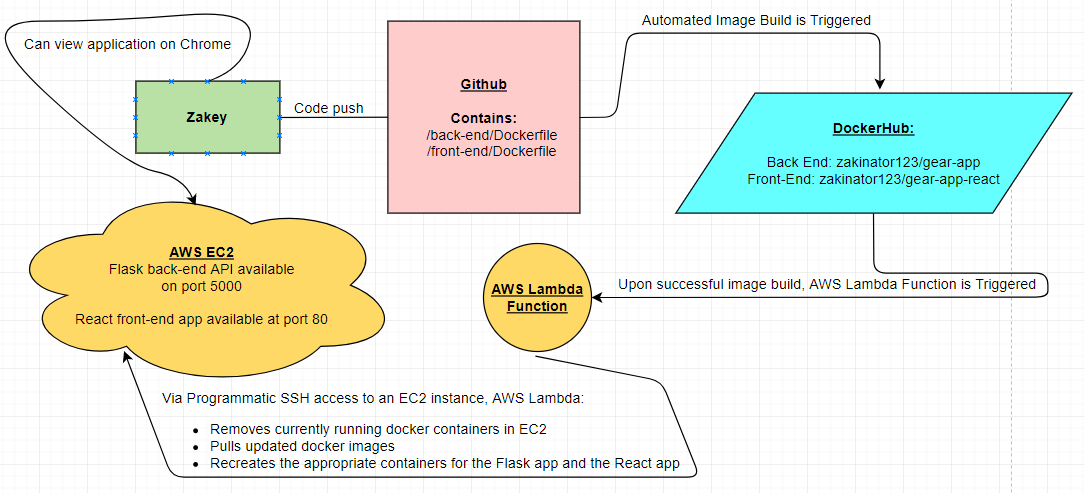 Can view application on Chrome
Zakey
Code push
Github
Contains:
/back-end/Dockerfile
/front-end/Dockerfile
Automated Image Build is Triggered
DockerHub:
Back End: zakinator123/gear-app
Front-End: zakinator123/gear-app-react
Upon successful image build, AWS Lambda Function is Triggered
AWS Lambda
Function
AWS EC2
Flask back-end API available
on port 5000
React front-end app available at port 80
Via Programmatic SSH access to an EC2 instance, AWS Lambda:
• Removes currently running docker containers in EC2
• Pulls updated docker images
• Recreates the appropriate containers for the Flask app and the React app